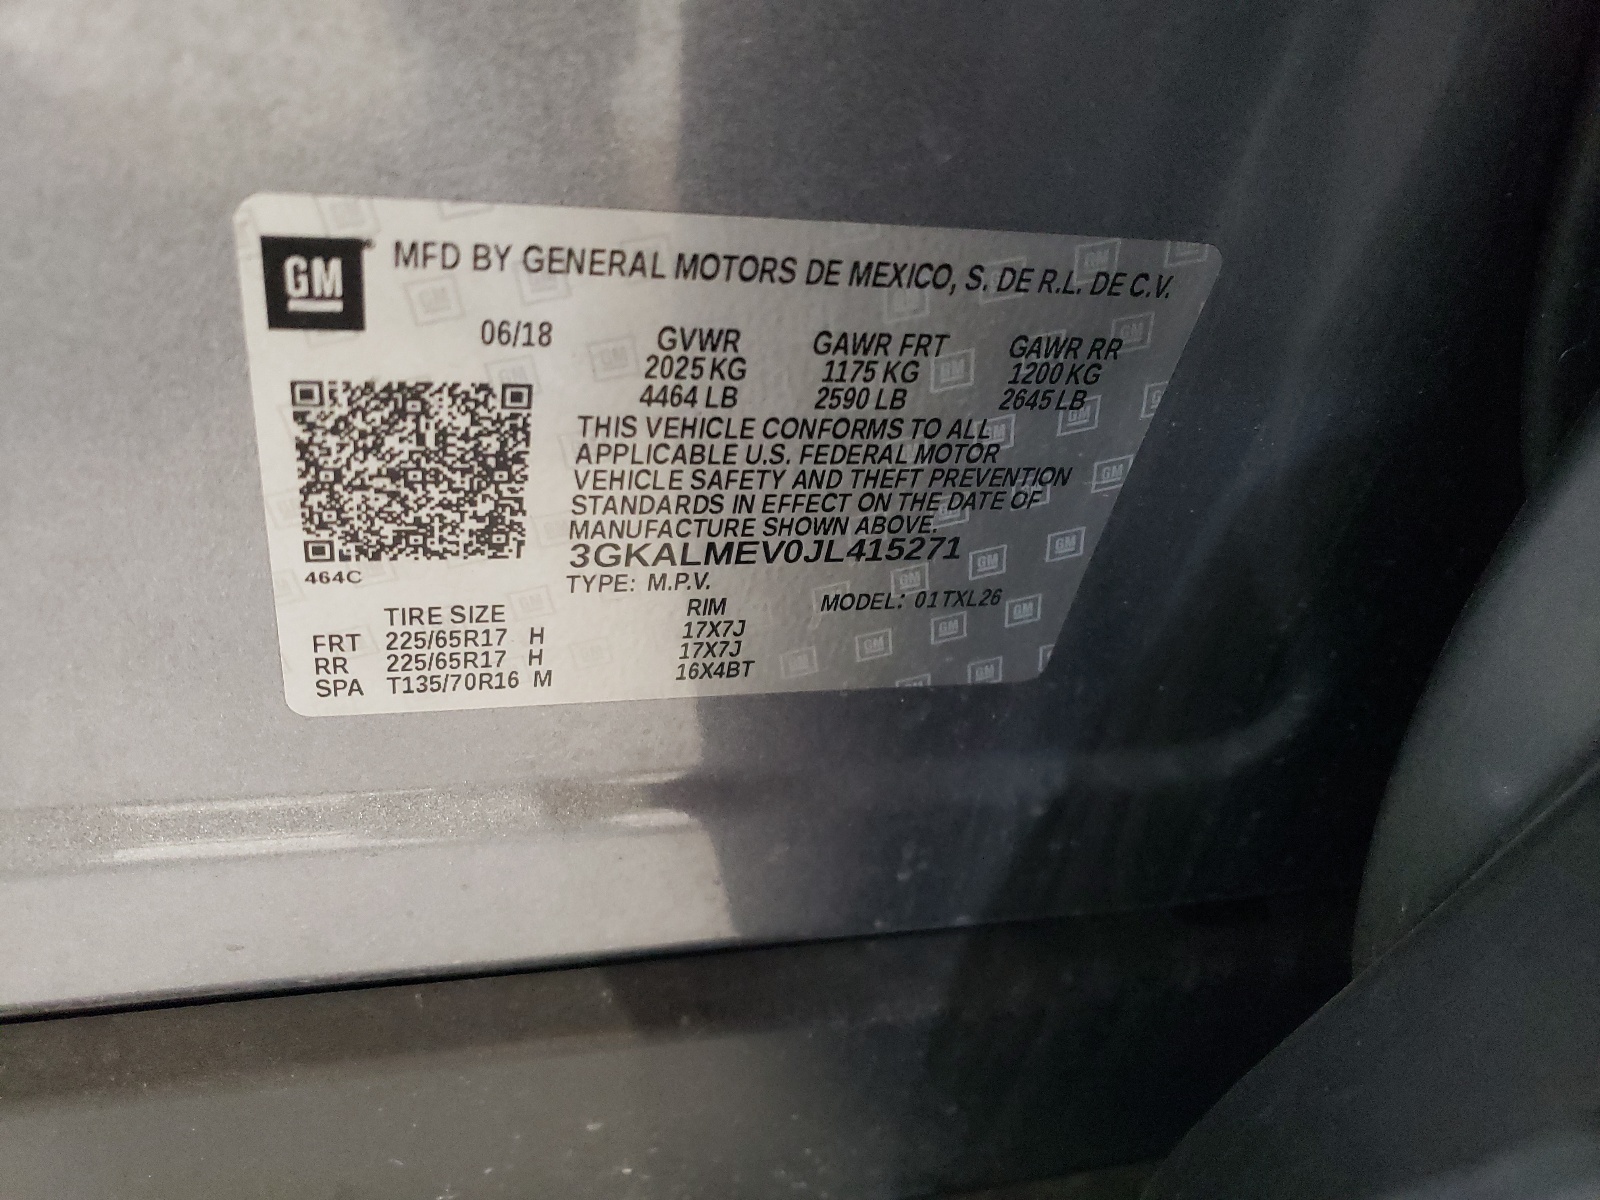 GM
MFD BY GENERAL MOTORS DE MEXICO, S. DE R.L. DE C.V.
06/18 GVWR GAWR FRT GAWR RR
2025 KG 1175 KG 1200 KG
4464 LB 2590 LB 2645 LB
THIS VEHICLE CONFORMS TO ALL
APPLICABLE U.S. FEDERAL MOTOR
VEHICLE SAFETY AND THEFT PREVENTION
STANDARDS IN EFFECT ON THE DATE OF
MANUFACTURE SHOWN ABOVE.
3GKALMEV0JL415271
464C
TYPE: M.P.V. MODEL: 01TXL26
TIRE SIZE RIM
FRT 225/65R17 H 17X7J
RR 225/65R17 H 17X7J
SPA T135/70R16 M 16X4BT